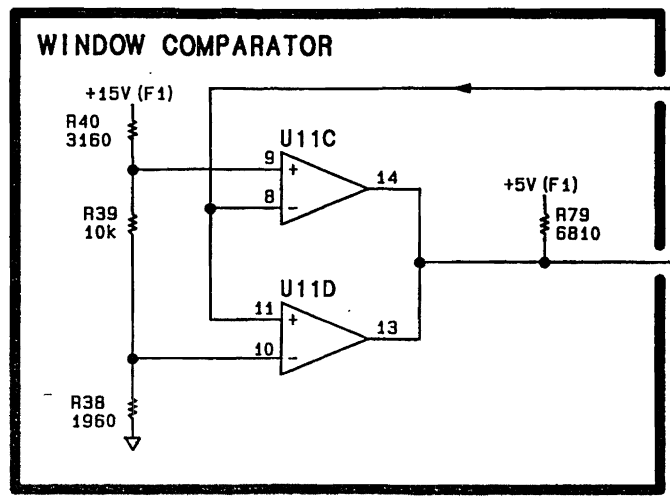 WINDOW COMPARATOR
+15V(F1)
R40
3160
U11C
9
+
14
8
−
+5V(F1)
R39
10k
R79
6810
U11D
11
+
13
10
−
R38
1960